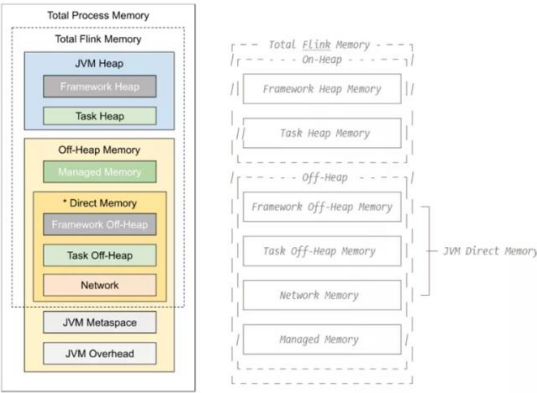 Total Process Memory
Total Flink Memory
JVM Heap
Framework Heap
Task Heap
Off-Heap Memory
Managed Memory
* Direct Memory
Framework Off-Heap
Task Off-Heap
Network
JVM Metaspace
JVM Overhead
Total Flink Memory
On-Heap
Framework Heap Memory
Task Heap Memory
Off-Heap
Framework Off-Heap Memory
Task Off-Heap Memory
Network Memory
Managed Memory
JVM Direct Memory